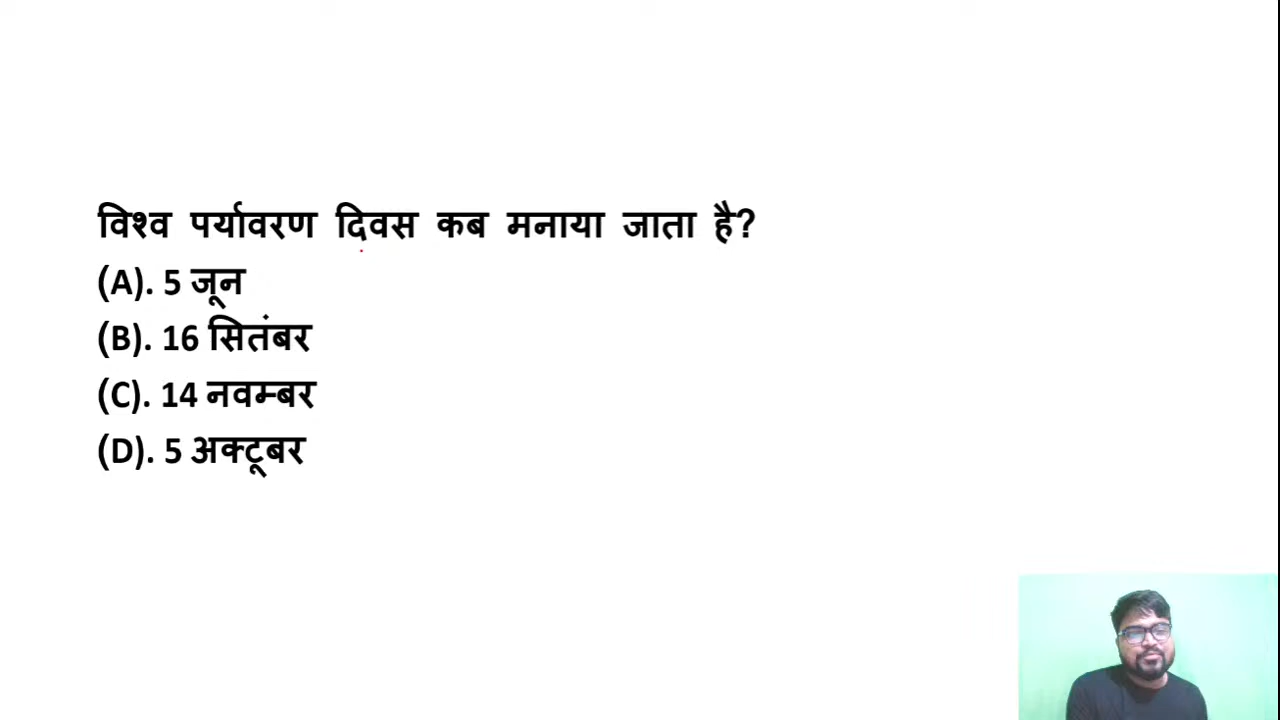 विश्व पर्यावरण दिवस कब मनाया जाता है?
(A). 5 जून
(B). 16 सितंबर
(C). 14 नवम्बर
(D). 5 अक्टूबर